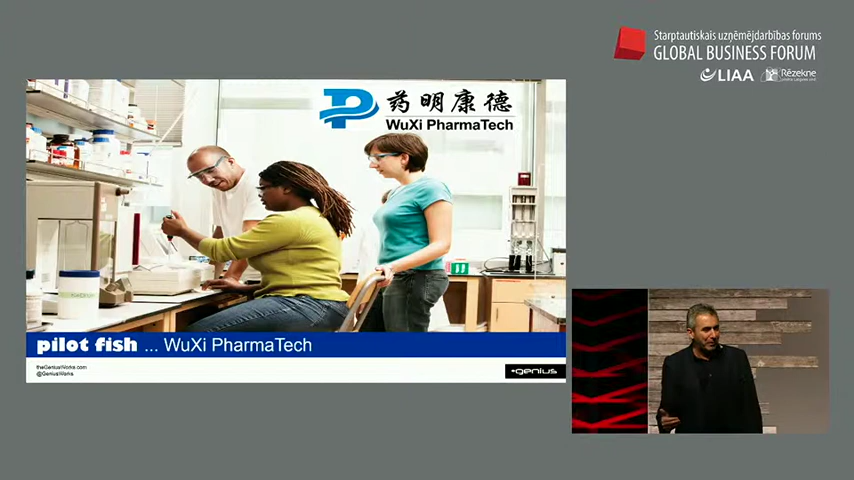 Starptautiskais uzņēmējdarbības forums
GLOBAL BUSINESS FORUM
LIAA Rēzekne
药明康德
WuXi PharmaTech
pilot fish ... WuXi PharmaTech
theGeniusWorks.com
@GeniusWorks
genius